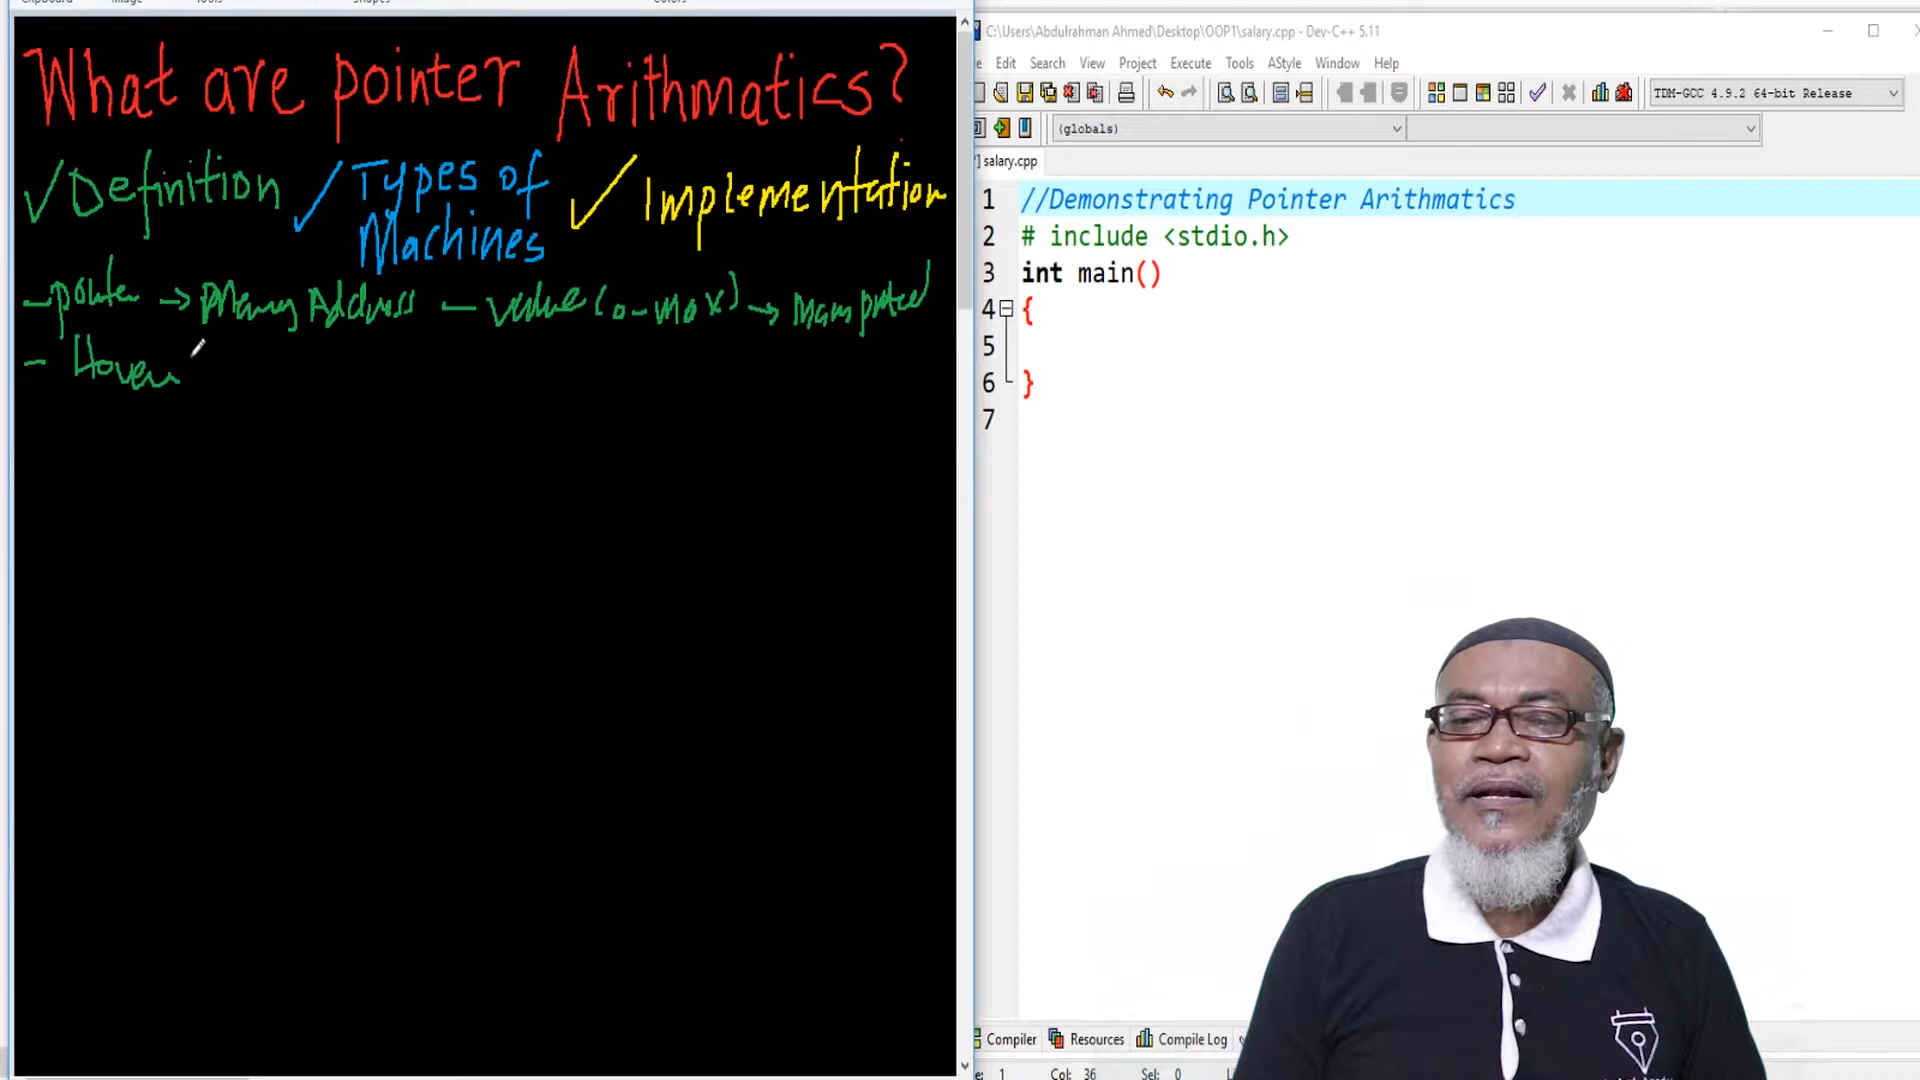 What are pointer Arithmatics?
✓Definition ✓Types of Machines ✓Implementation
- pointer → Memory Address — value (0 - max) →
C:\Users\Abdulrahman Ahmed\Desktop\OOP1\salary.cpp - Dev-C++ 5.11
Edit Search View Project Execute Tools AStyle Window Help
TDM-GCC 4.9.2 64-bit Release
(globals)
salary.cpp
1 //Demonstrating Pointer Arithmatics
2 # include <stdio.h>
3 int main()
4 {
5
6 }
7
Compiler Resources Compile Log
1 Col: 36 Sel: 0